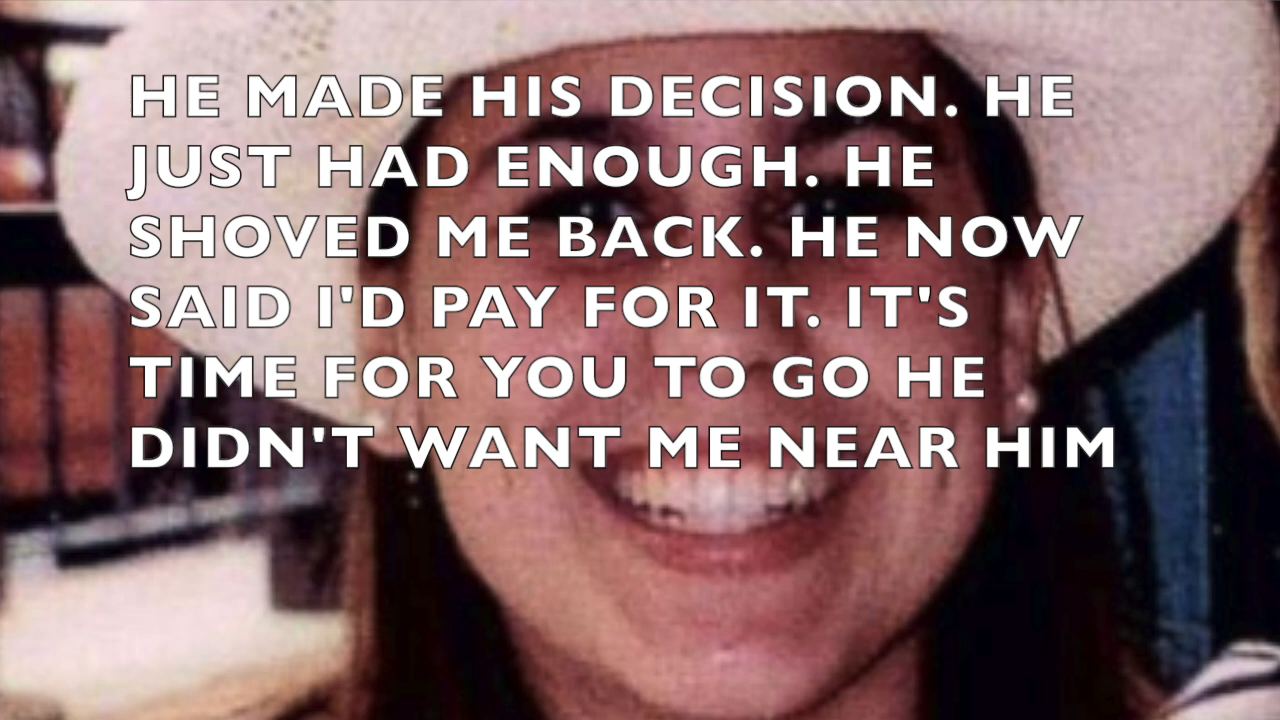 HE MADE HIS DECISION. HE
JUST HAD ENOUGH. HE
SHOVED ME BACK. HE NOW
SAID I'D PAY FOR IT. IT'S
TIME FOR YOU TO GO HE
DIDN'T WANT ME NEAR HIM